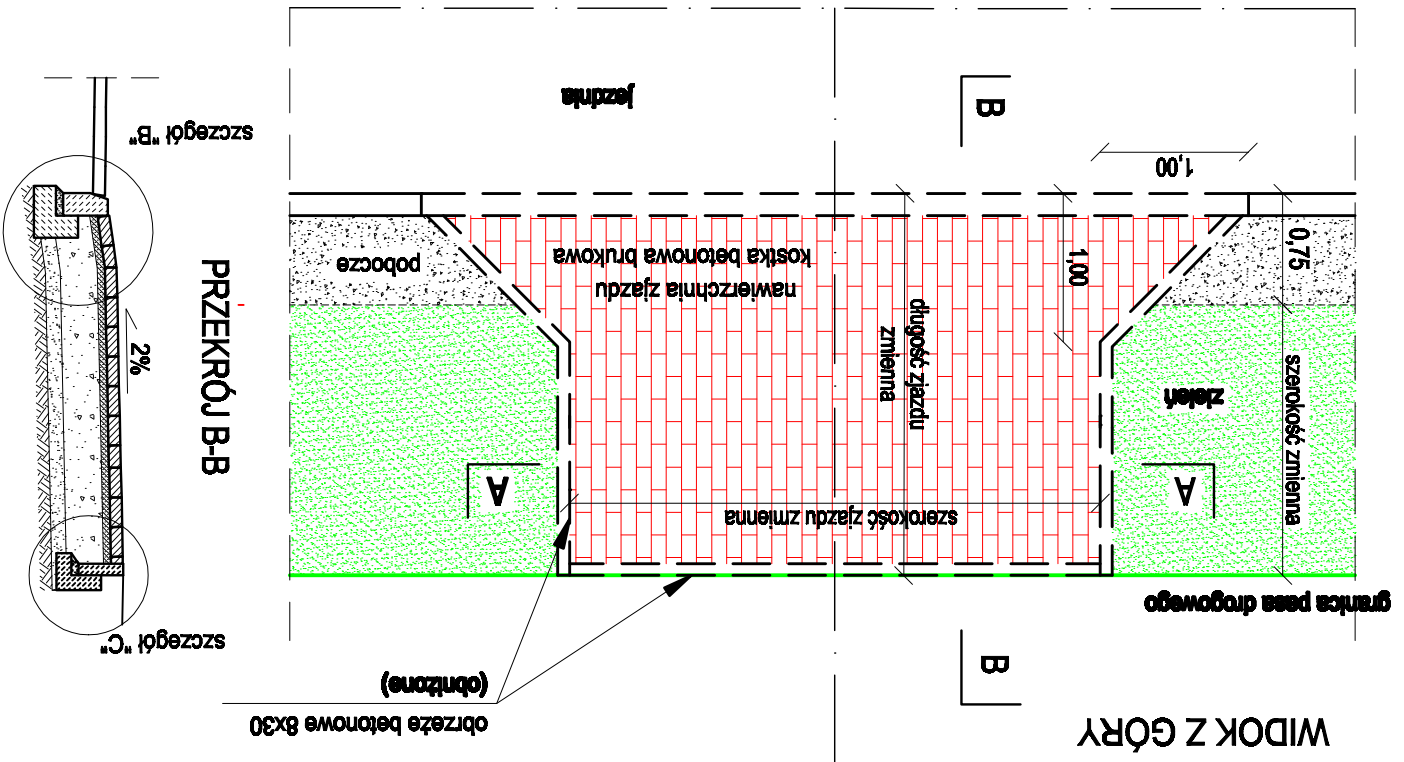 WIDOK Z GÓRY
obrzeże betonowe 8x30
(obniżone)
B
granica pasa drogowego
szczegół "C"
szerokość zjazdu zmienna
A
A
zieleń
szerokość zmienna
długość zjazdu
zmienna
PRZEKRÓJ B-B
2%
nawierzchnia zjazdu
kostka betonowa brukowa
pobocze
1,00
0,75
1,00
szczegół "B"
B
jezdnia